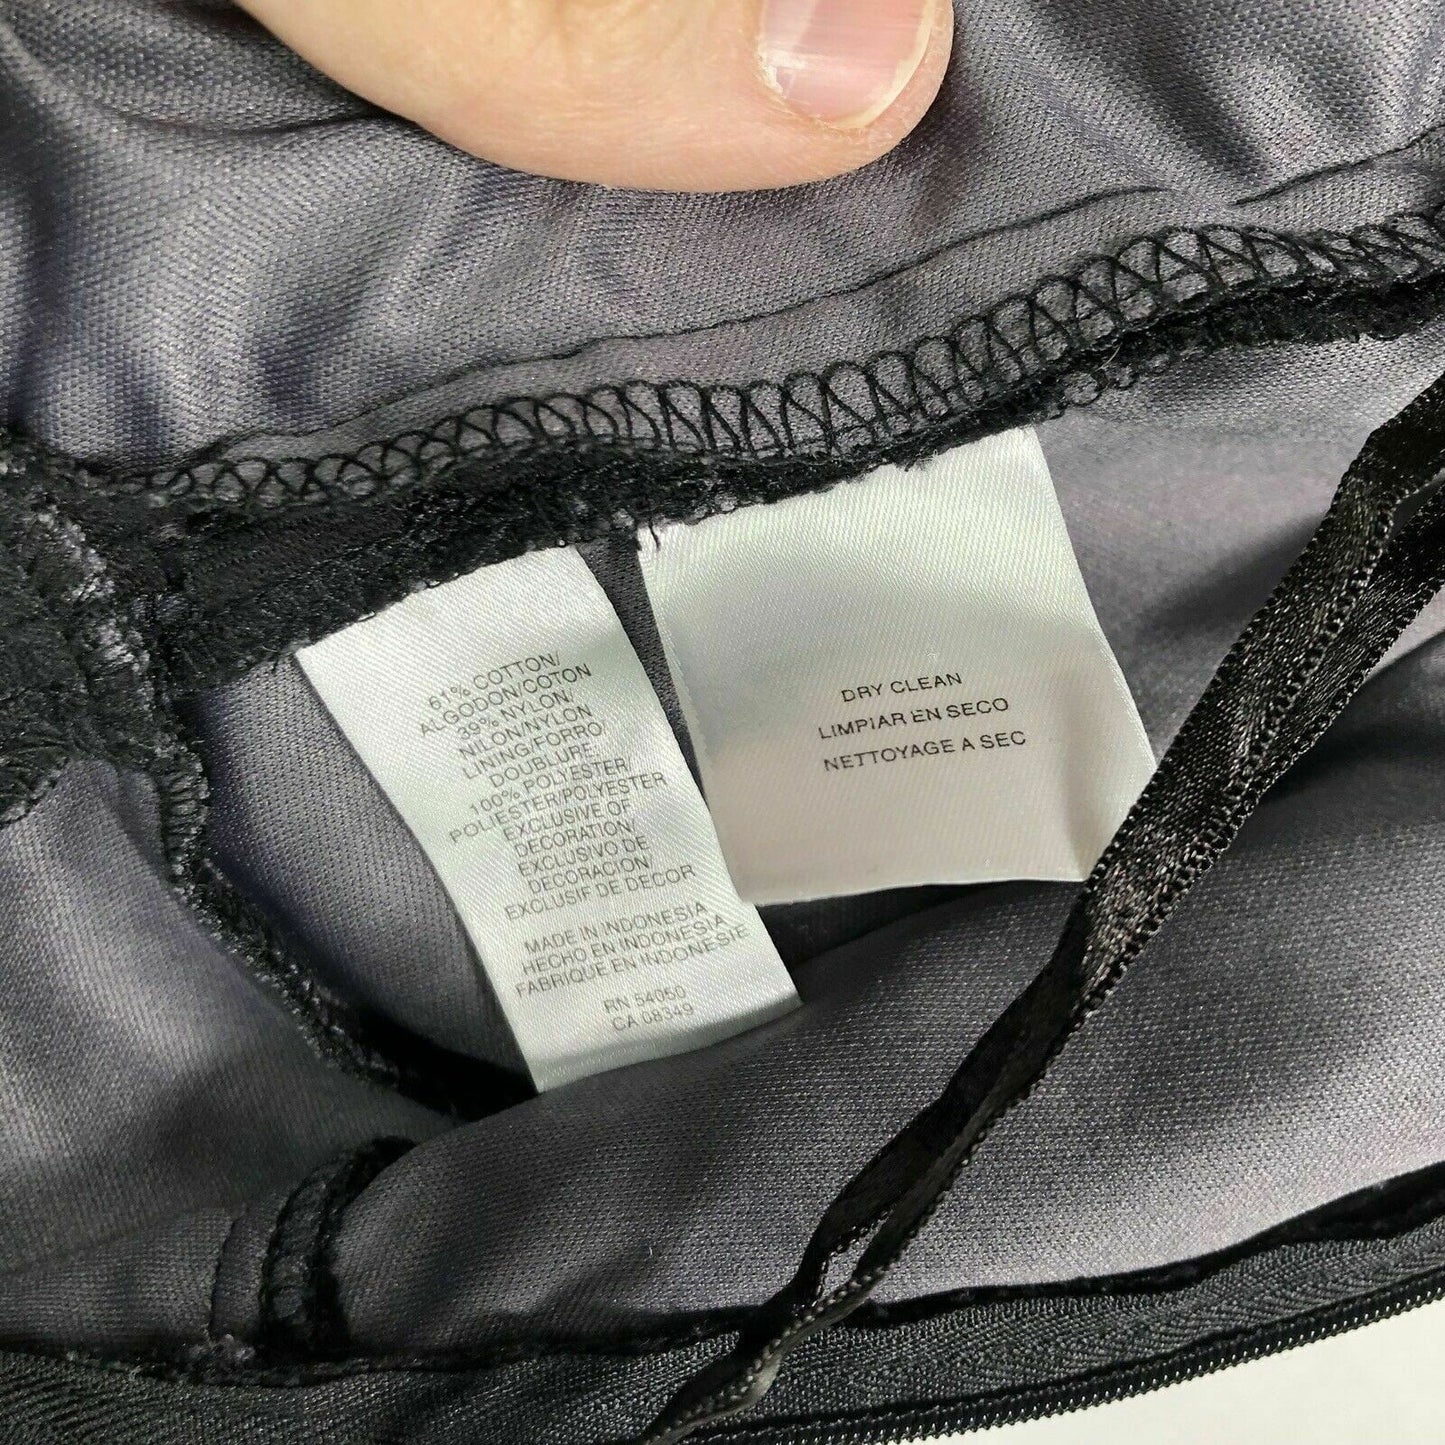 61% COTTON/
ALGODON/COTON
39% NYLON/
NILON/NYLON
LINING/FORRO/
DOUBLURE:
100% POLYESTER/
POLIESTER/POLYESTER
EXCLUSIVE OF
DECORATION/
EXCLUSIVO DE
DECORACION/
EXCLUSIF DE DECOR
MADE IN INDONESIA
HECHO EN INDONESIA
FABRIQUE EN INDONESIE
RN 54050
CA 08349
DRY CLEAN
LIMPIAR EN SECO
NETTOYAGE A SEC